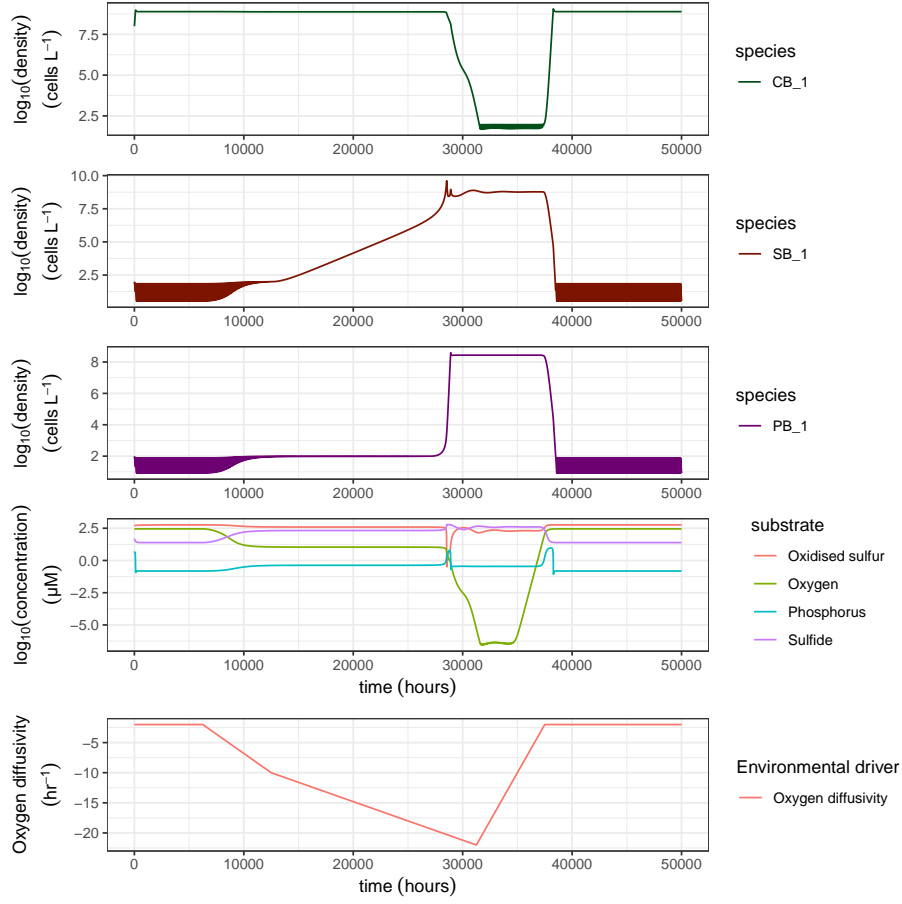 log₁₀(density)
(cells L⁻¹)
7.5
5.0
2.5
0 10000 20000 30000 40000 50000
species
CB_1
log₁₀(density)
(cells L⁻¹)
10.0
7.5
5.0
2.5
0 10000 20000 30000 40000 50000
species
SB_1
log₁₀(density)
(cells L⁻¹)
8
6
4
2
0 10000 20000 30000 40000 50000
species
PB_1
log₁₀(concentration)
(µM)
2.5
0.0
−2.5
−5.0
0 10000 20000 30000 40000 50000
time (hours)
substrate
Oxidised sulfur
Oxygen
Phosphorus
Sulfide
Oxygen diffusivity
(hr⁻¹)
−5
−10
−15
−20
0 10000 20000 30000 40000 50000
time (hours)
Environmental driver
Oxygen diffusivity